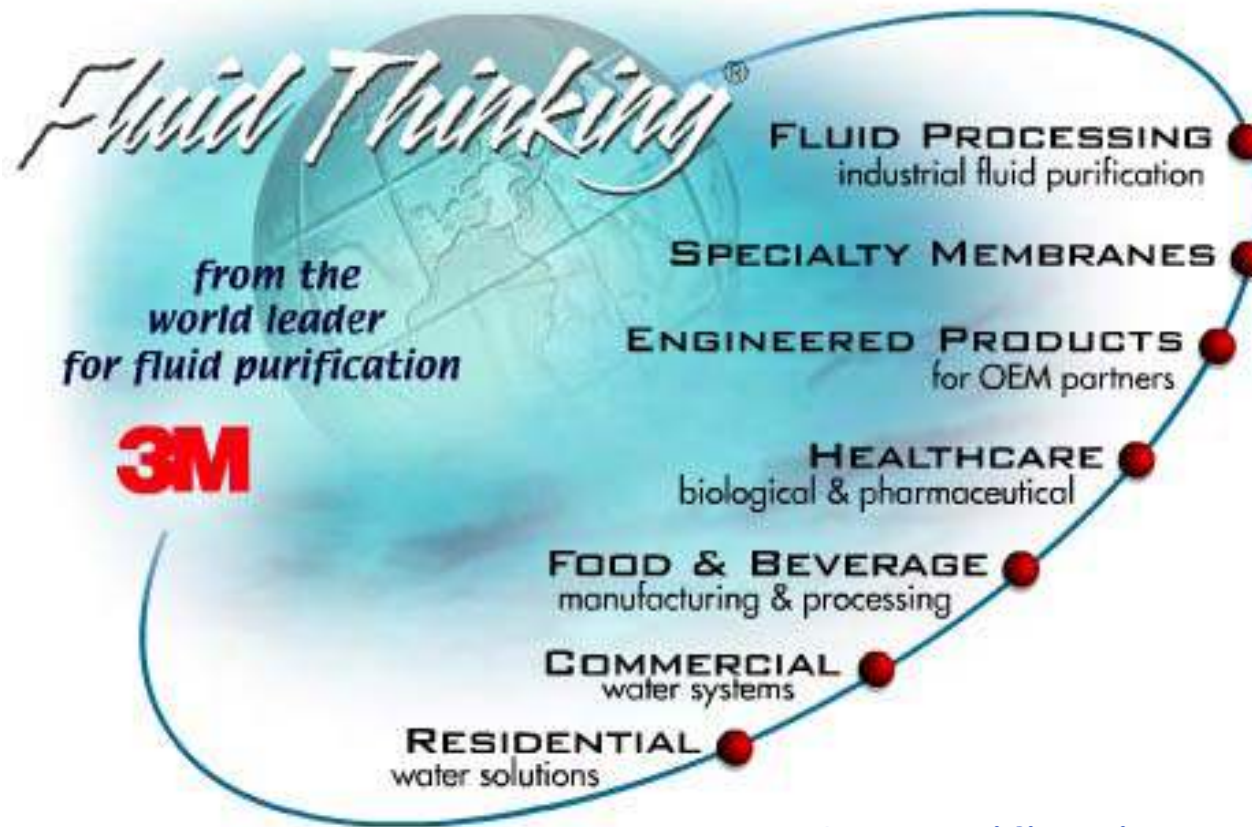 Fluid Thinking®
from the
world leader
for fluid purification
3M
FLUID PROCESSING
industrial fluid purification
SPECIALTY MEMBRANES
ENGINEERED PRODUCTS
for OEM partners
HEALTHCARE
biological & pharmaceutical
FOOD & BEVERAGE
manufacturing & processing
COMMERCIAL
water systems
RESIDENTIAL
water solutions